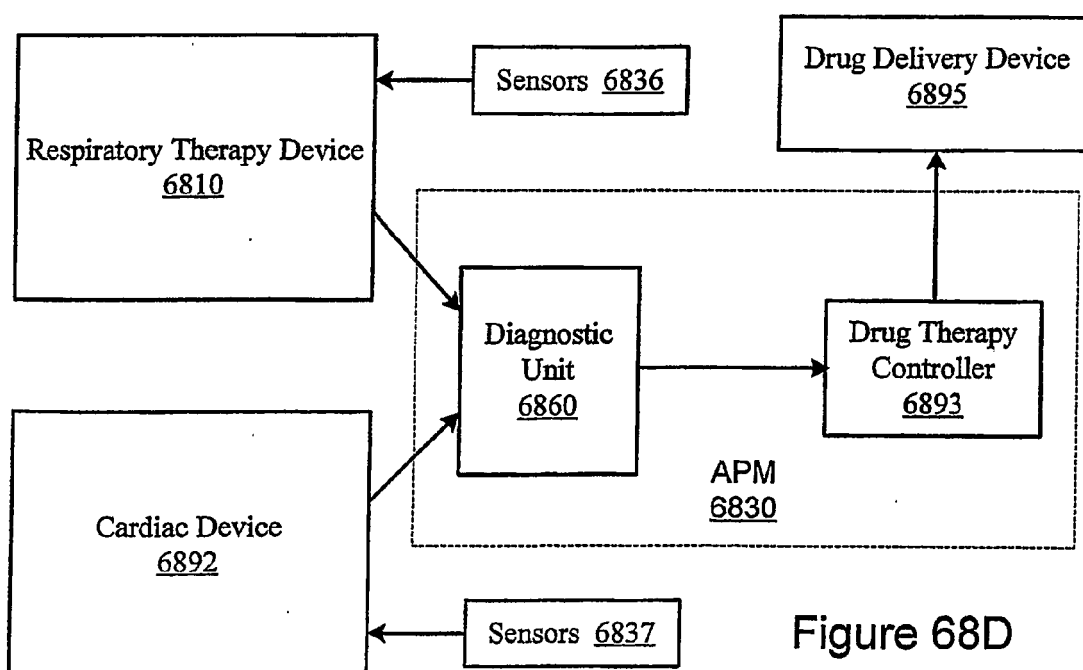 Respiratory Therapy Device
6810
Sensors 6836
Drug Delivery Device
6895
Diagnostic
Unit
6860
Drug Therapy
Controller
6893
APM
6830
Cardiac Device
6892
Sensors 6837
Figure 68D